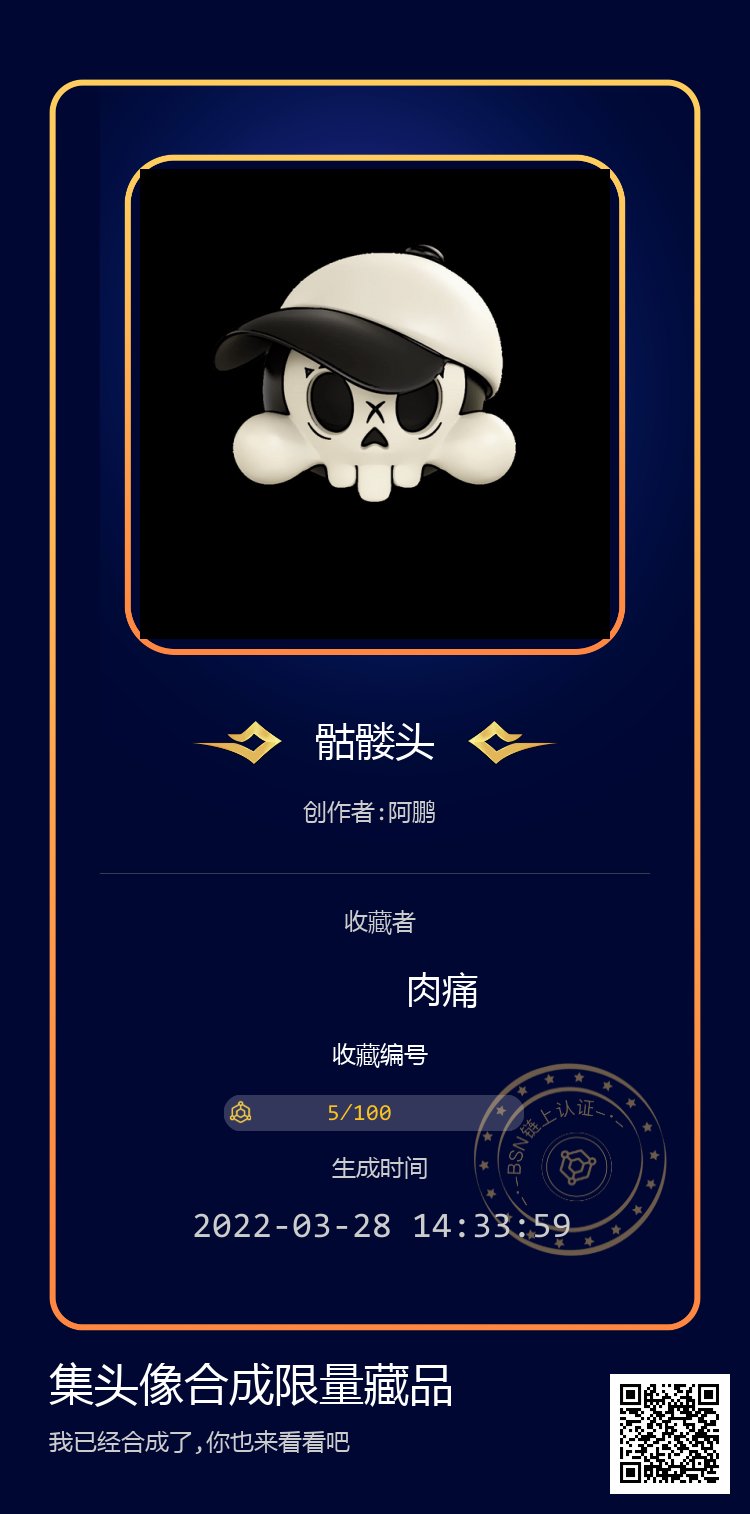 骷髅头
创作者:阿鹏
收藏者
肉痛
收藏编号
5/100
BSN链上认证
生成时间
2022-03-28 14:33:59
集头像合成限量藏品
我已经合成了,你也来看看吧